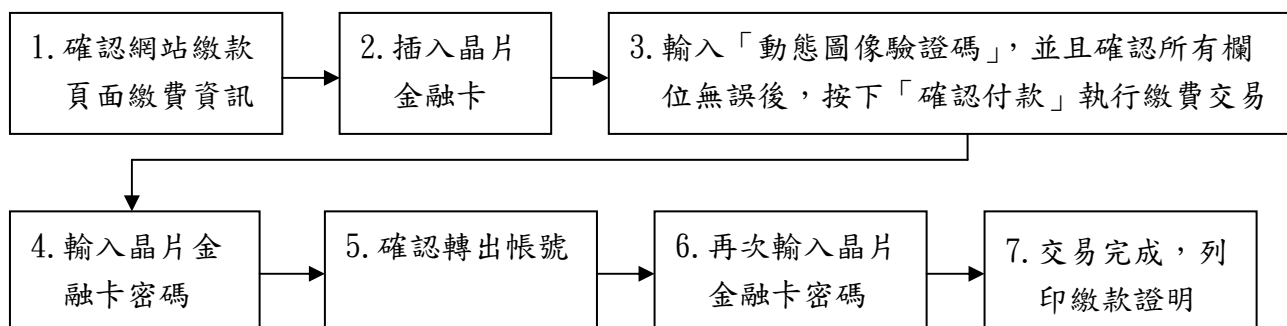 1.確認網站繳款
頁面繳費資訊
2.插入晶片
金融卡
3.輸入「動態圖像驗證碼」，並且確認所有欄
位無誤後，按下「確認付款」執行繳費交易
4.輸入晶片金
融卡密碼
5.確認轉出帳號
6.再次輸入晶片
金融卡密碼
7.交易完成，列
印繳款證明